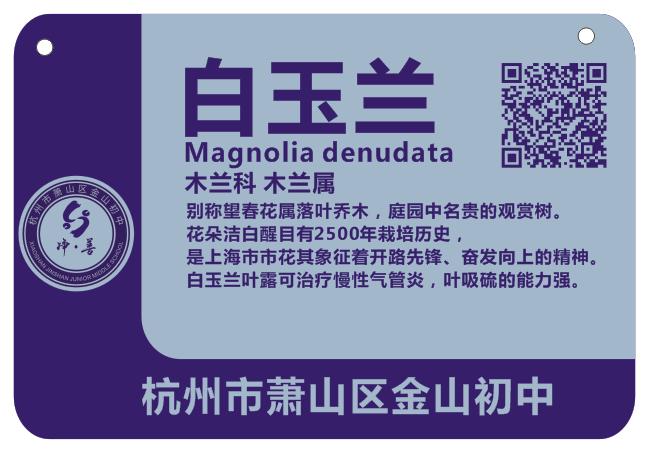 白玉兰
Magnolia denudata
木兰科 木兰属
别称望春花属落叶乔木，庭园中名贵的观赏树。
花朵洁白醒目有2500年栽培历史，
是上海市市花其象征着开路先锋、奋发向上的精神。
白玉兰叶露可治疗慢性气管炎，叶吸硫的能力强。
杭州市萧山区金山初中
XIAOSHAN JINSHAN JUNIOR MIDDLE SCHOOL
杭州市萧山区金山初中